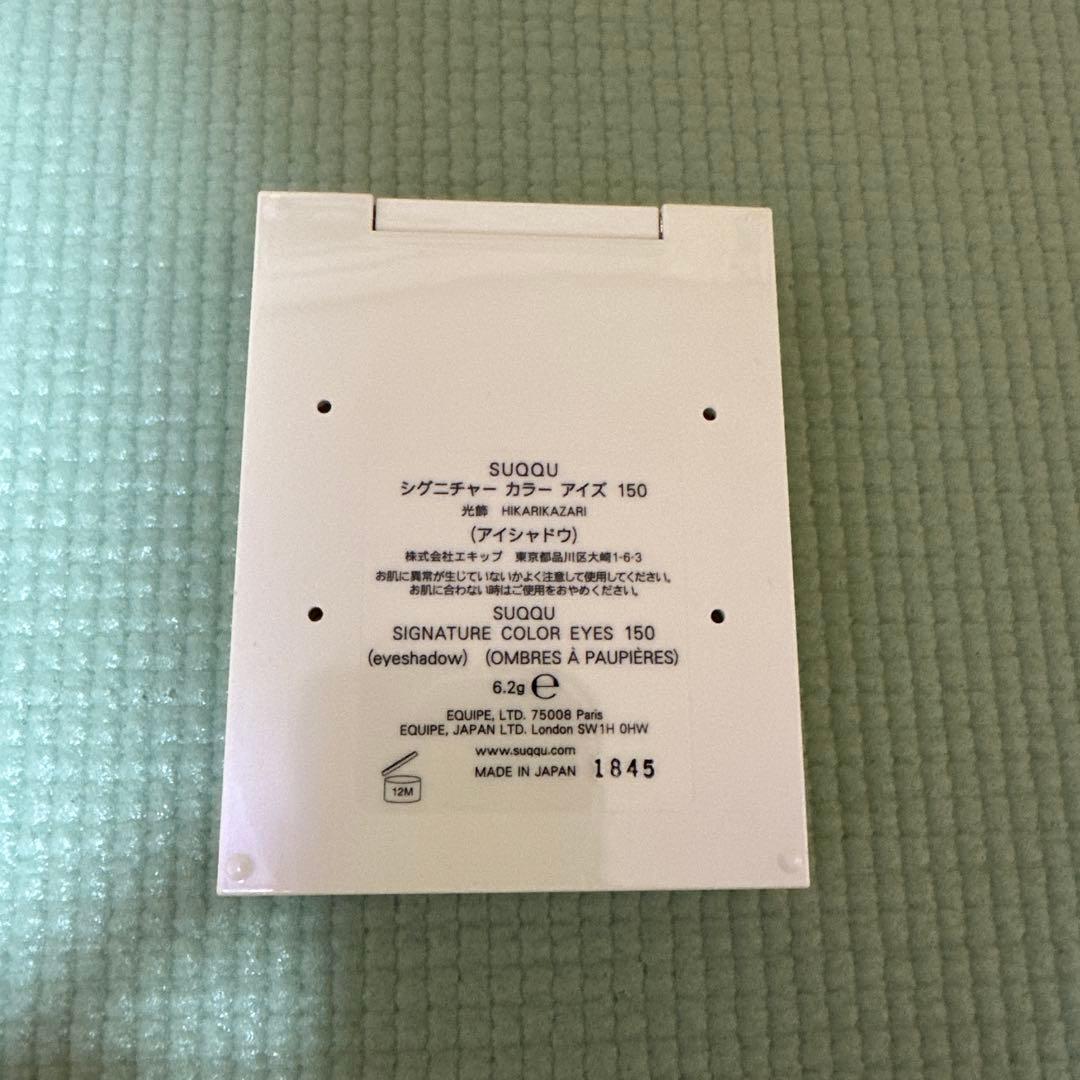 SUQQU
シグニチャー カラー アイズ 150
光飾 HIKARIKAZARI
(アイシャドウ)
株式会社エキップ 東京都品川区大崎1-6-3
お肌に異常が生じていないかよく注意して使用してください。
お肌に合わない時はご使用をおやめください。
SUQQU
SIGNATURE COLOR EYES 150
(eyeshadow) (OMBRES À PAUPIÈRES)
6.2g ℮
EQUIPE, LTD. 75008 Paris
EQUIPE, JAPAN LTD. London SW1H 0HW
www.suqqu.com
MADE IN JAPAN 1845
12M